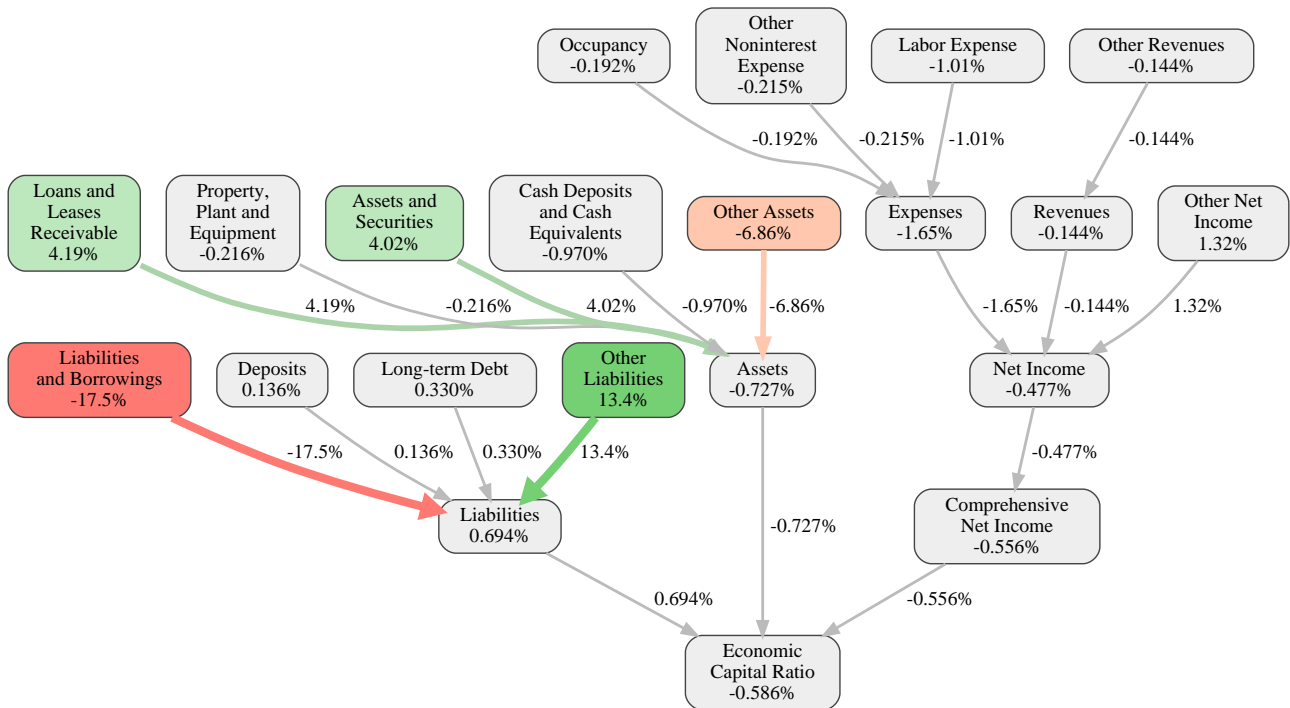 Occupancy
-0.192%
Other
Noninterest
Expense
-0.215%
Labor Expense
-1.01%
Other Revenues
-0.144%
-0.192%
-0.215%
-1.01%
-0.144%
Loans and
Leases
Receivable
4.19%
Property,
Plant and
Equipment
-0.216%
Assets and
Securities
4.02%
Cash Deposits
and Cash
Equivalents
-0.970%
Other Assets
-6.86%
Expenses
-1.65%
Revenues
-0.144%
Other Net
Income
1.32%
4.19%
-0.216%
4.02%
-0.970%
-6.86%
-1.65%
-0.144%
1.32%
Liabilities
and Borrowings
-17.5%
Deposits
0.136%
Long-term Debt
0.330%
Other
Liabilities
13.4%
Assets
-0.727%
Net Income
-0.477%
-17.5%
0.136%
0.330%
13.4%
-0.477%
Liabilities
0.694%
-0.727%
Comprehensive
Net Income
-0.556%
0.694%
-0.556%
Economic
Capital Ratio
-0.586%